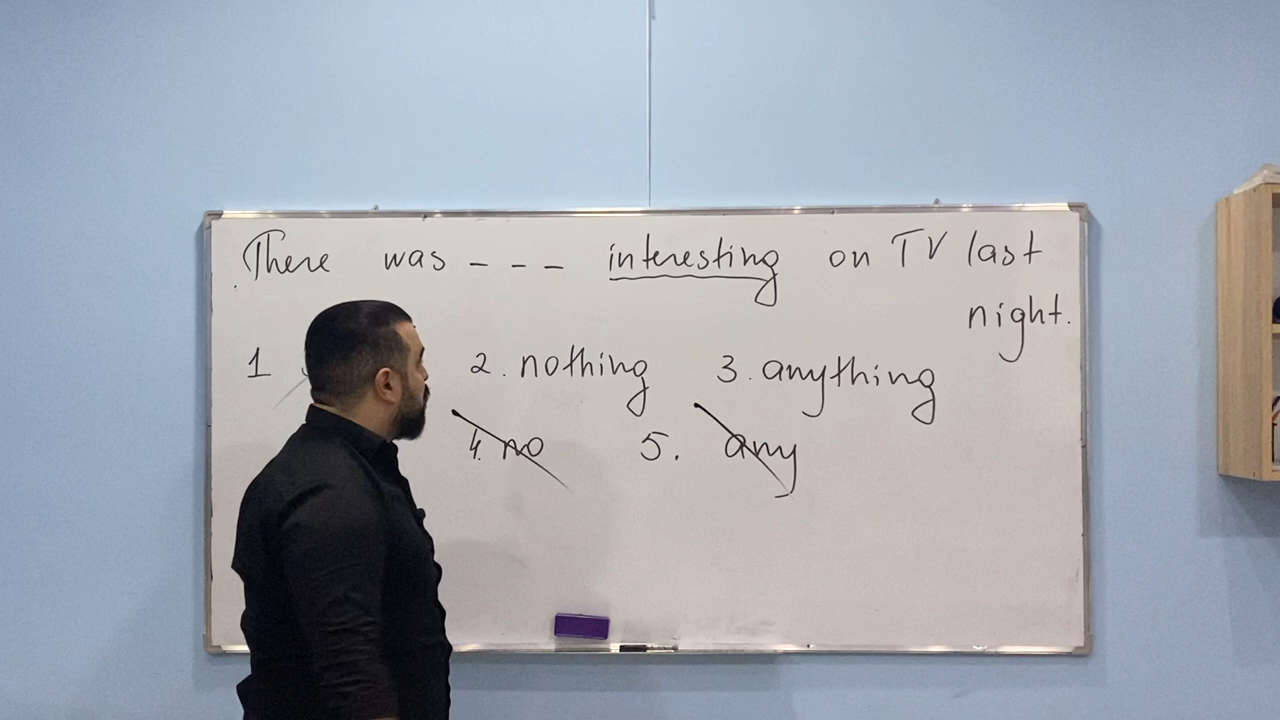 There was - - - interesting on TV last
night.
1 2. nothing 3. anything
4. no 5. any